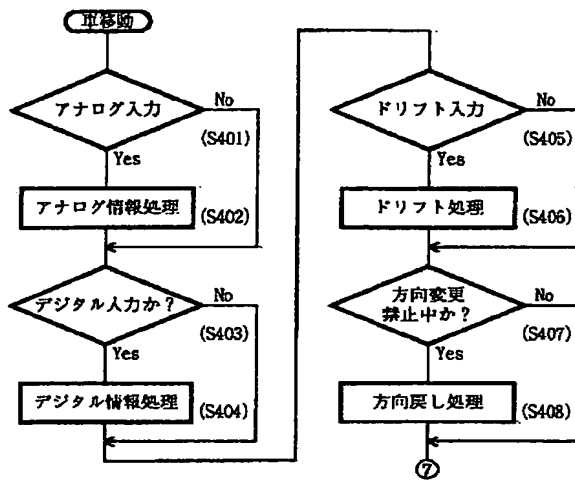 車移動
アナログ入力
No
(S401)
Yes
アナログ情報処理
(S402)
デジタル入力か?
No
(S403)
Yes
デジタル情報処理
(S404)
ドリフト入力
No
(S405)
Yes
ドリフト処理
(S406)
方向変更
禁止中か?
No
(S407)
Yes
方向戻し処理
(S408)
⑦